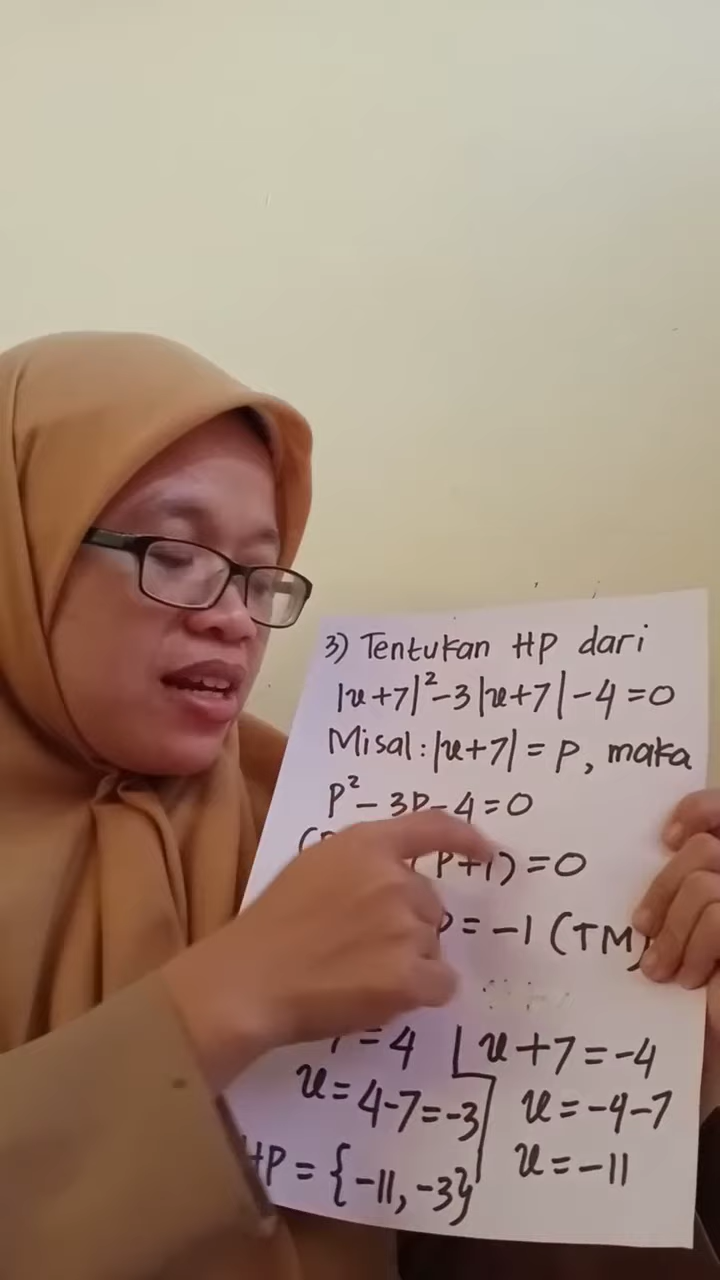 3) Tentukan HP dari
|x+7|² - 3|x+7| - 4 = 0
Misal : |x+7| = P, maka
P² - 3P - 4 = 0
(P+1) = 0
P = -1 (TM)
7 = 4 x+7 = -4
x = 4-7 = -3 x = -4-7
x = -11
HP = {-11, -3}